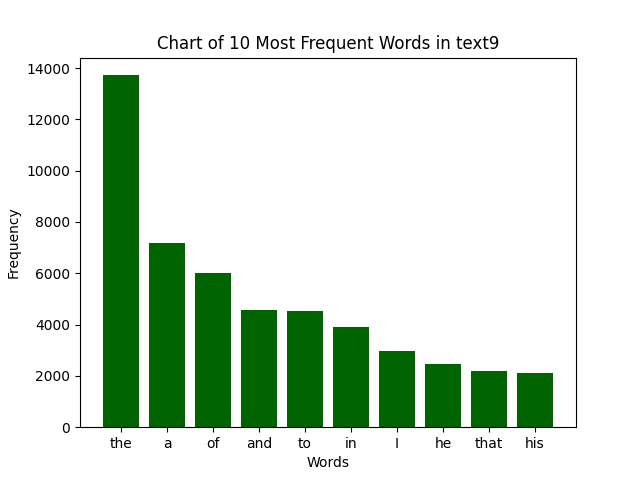 Chart of 10 Most Frequent Words in text9
14000
12000
10000
8000
6000
4000
2000
0
Frequency
the a of and to in I he that his
Words